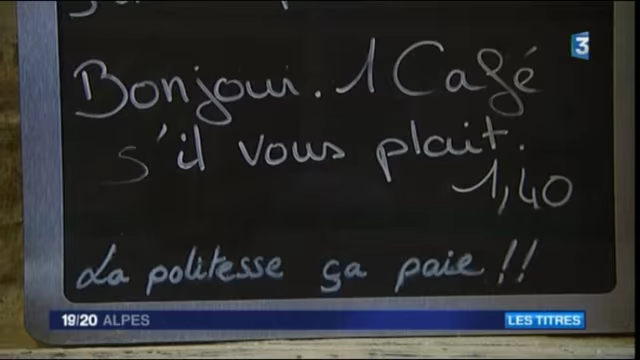 3
Bonjour. 1 Café
s'il vous plait.
1,40
La politesse ça paie !!
19/20 ALPES
LES TITRES